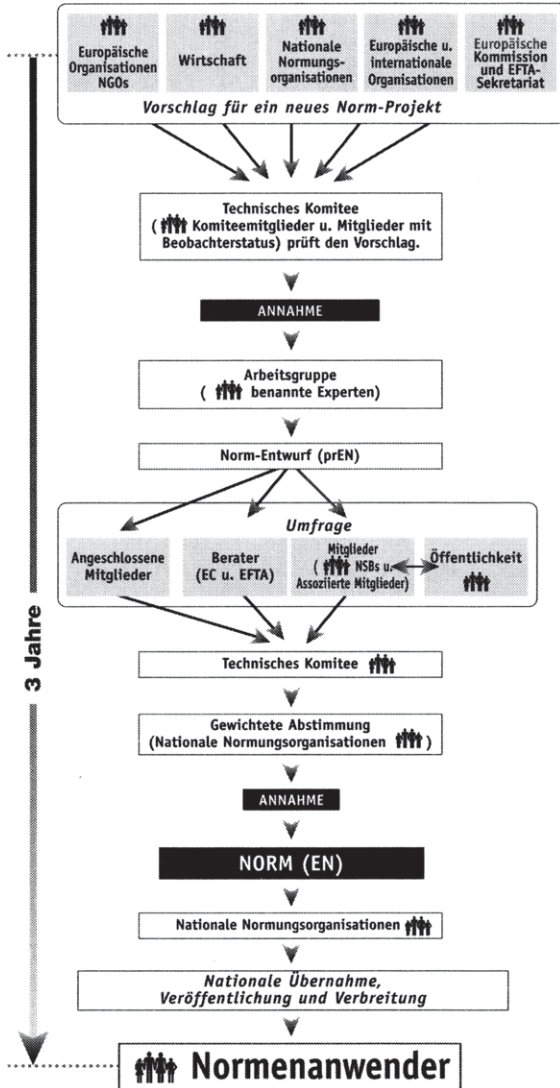 Europäische
Organisationen
NGOs
Wirtschaft
Nationale
Normungs-
organisationen
Europäische u.
internationale
Organisationen
Europäische
Kommission
und EFTA-
Sekretariat
Vorschlag für ein neues Norm-Projekt
Technisches Komitee
( Komiteemitglieder u. Mitglieder mit
Beobachterstatus) prüft den Vorschlag.
ANNAHME
Arbeitsgruppe
( benannte Experten)
Norm-Entwurf (prEN)
Umfrage
Angeschlossene
Mitglieder
Berater
(EC u. EFTA)
Mitglieder
( NSBs u.
Assoziierte Mitglieder)
Öffentlichkeit
3 Jahre
Technisches Komitee
Gewichtete Abstimmung
(Nationale Normungsorganisationen )
ANNAHME
NORM (EN)
Nationale Normungsorganisationen
Nationale Übernahme,
Veröffentlichung und Verbreitung
Normenanwender